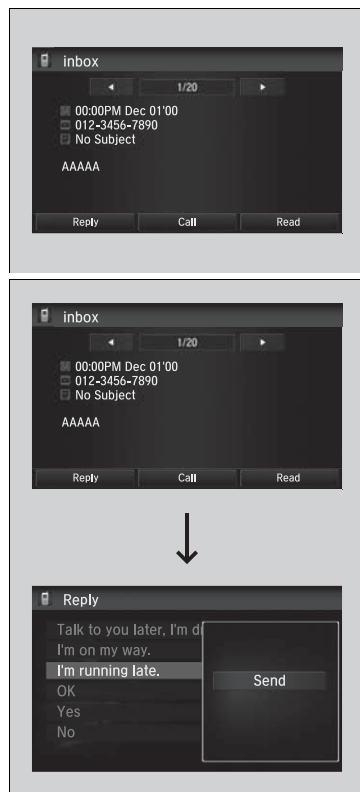 inbox
1/20
00:00PM Dec 01'00
012-3456-7890
No Subject
AAAAA
Reply Call Read
inbox
1/20
00:00PM Dec 01'00
012-3456-7890
No Subject
AAAAA
Reply Call Read
Reply
Talk to you later, I'm
I'm on my way.
I'm running late.
Send
OK
Yes
No